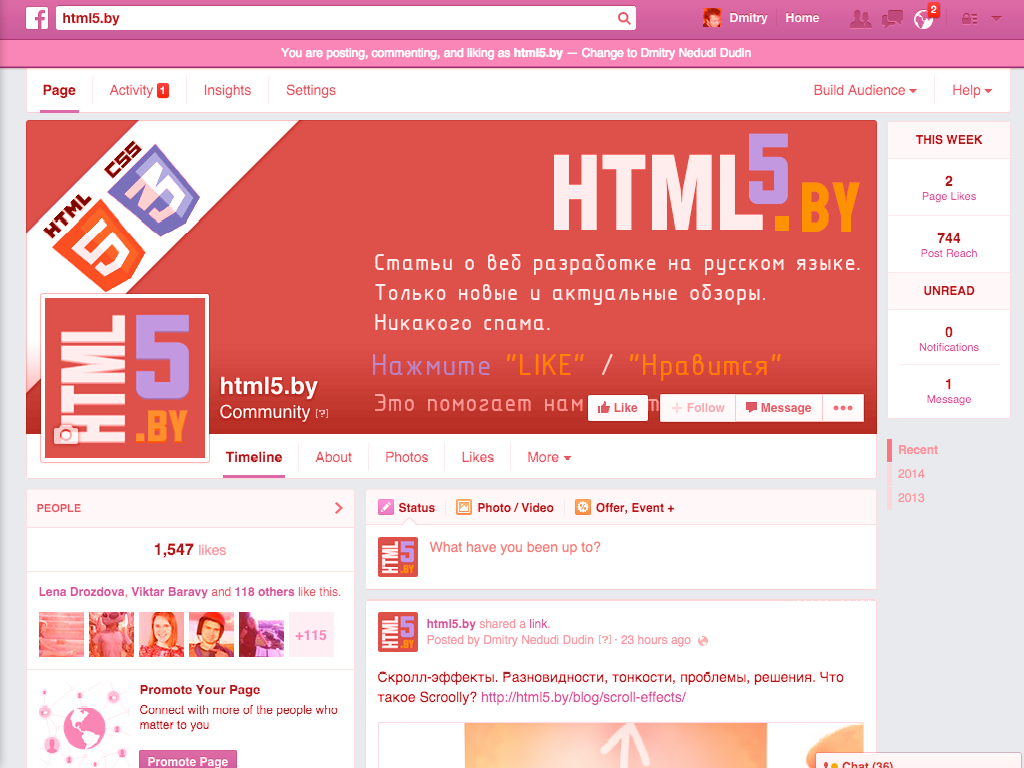 html5.by
Dmitry
Home
2
You are posting, commenting, and liking as html5.by — Change to Dmitry Nedudi Dudin
Page
Activity 1
Insights
Settings
Build Audience
Help
HTML CSS
HTML5.BY
Статьи о веб разработке на русском языке.
Только новые и актуальные обзоры.
Никакого спама.
Нажмите "LIKE" / "Нравится"
Это помогает нам
HTML5.BY
html5.by
Community [?]
Like
+ Follow
Message
THIS WEEK
2
Page Likes
744
Post Reach
UNREAD
0
Notifications
1
Message
Recent
2014
2013
Timeline
About
Photos
Likes
More
PEOPLE
1,547 likes
Lena Drozdova, Viktar Baravy and 118 others like this.
+115
Promote Your Page
Connect with more of the people who
matter to you
Promote Page
Status
Photo / Video
Offer, Event +
HTML5.BY
What have you been up to?
HTML5.BY
html5.by shared a link.
Posted by Dmitry Nedudi Dudin [?] · 23 hours ago
Скролл-эффекты. Разновидности, тонкости, проблемы, решения. Что
такое Scroolly? http://html5.by/blog/scroll-effects/
Chat (36)